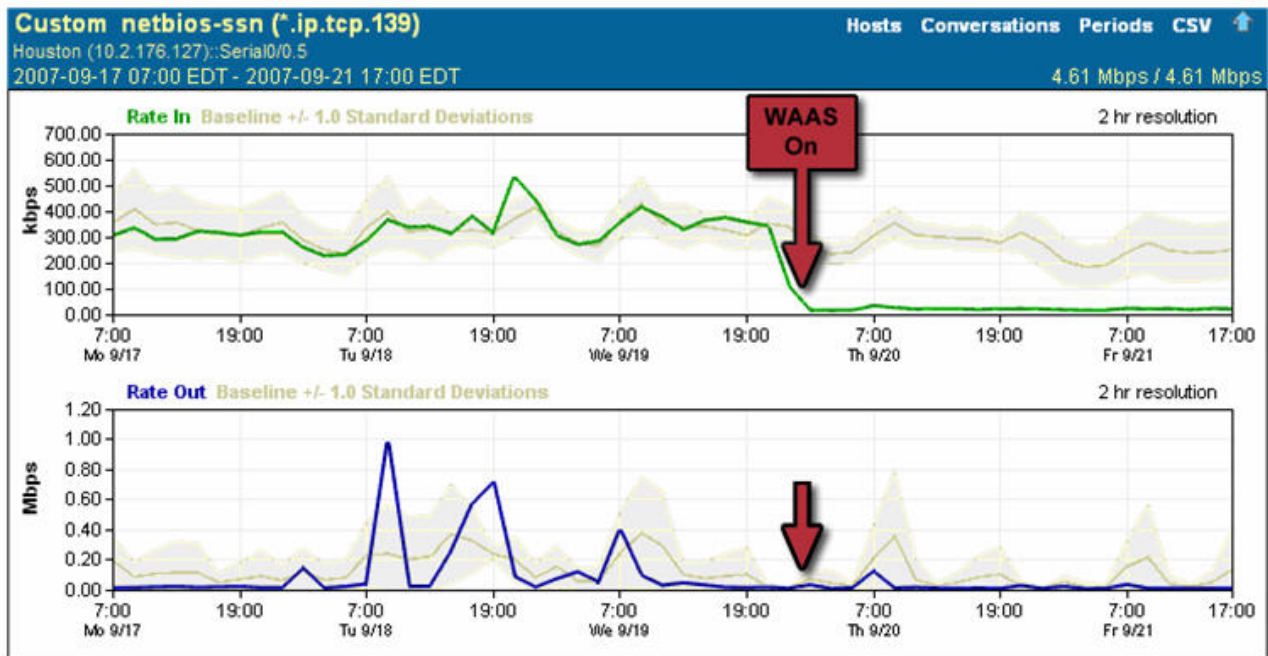 Custom netbios-ssn (*.ip.tcp.139)
Hosts Conversations Periods CSV
Houston (10.2.176.127)::Serial0/0.5
2007-09-17 07:00 EDT - 2007-09-21 17:00 EDT
4.61 Mbps / 4.61 Mbps
Rate In Baseline +/- 1.0 Standard Deviations
2 hr resolution
WAAS
On
kbps
700.00
600.00
500.00
400.00
300.00
200.00
100.00
0.00
7:00 19:00 7:00 19:00 7:00 19:00 7:00 19:00 7:00 17:00
Mo 9/17 Tu 9/18 We 9/19 Th 9/20 Fr 9/21
Rate Out Baseline +/- 1.0 Standard Deviations
2 hr resolution
Mbps
1.20
1.00
0.80
0.60
0.40
0.20
0.00
7:00 19:00 7:00 19:00 7:00 19:00 7:00 19:00 7:00 17:00
Mo 9/17 Tu 9/18 We 9/19 Th 9/20 Fr 9/21